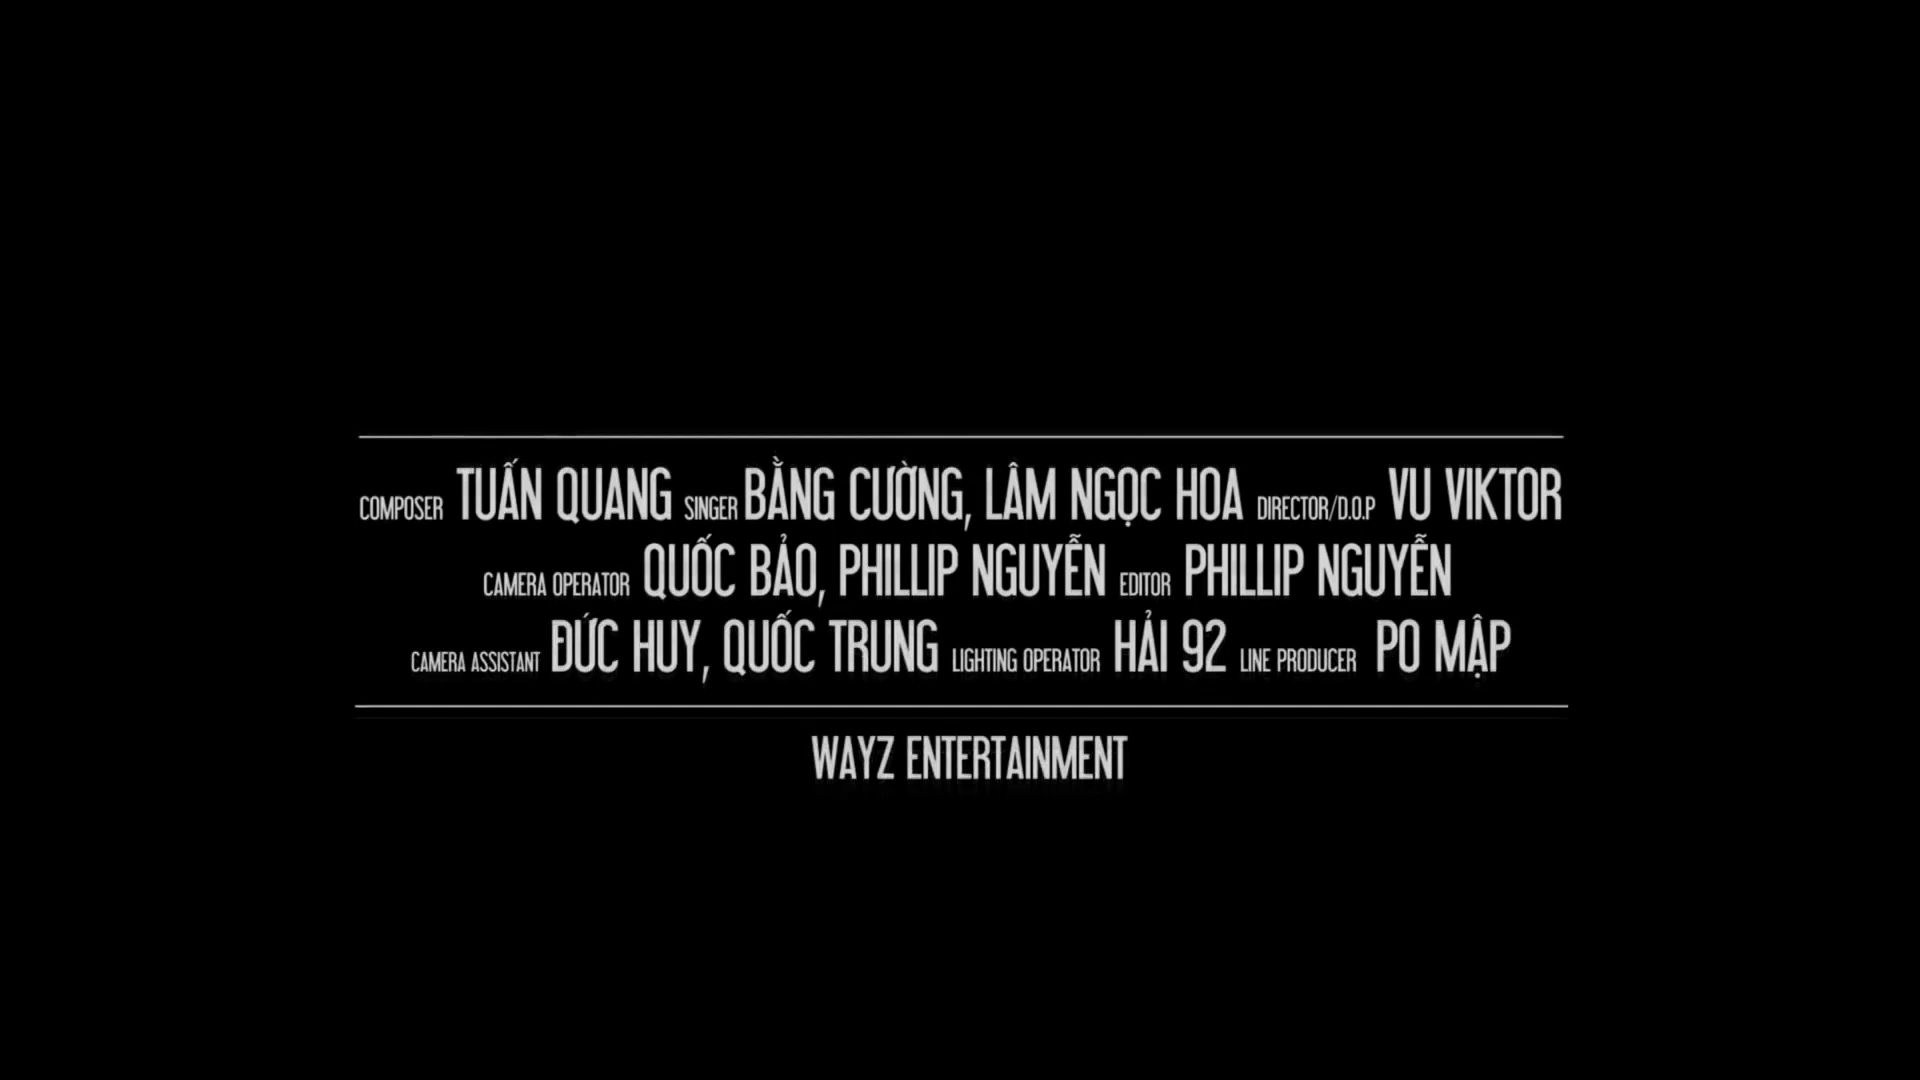 COMPOSER TUẤN QUANG SINGER BẰNG CƯỜNG, LÂM NGỌC HOA DIRECTOR/D.O.P VU VIKTOR
CAMERA OPERATOR QUỐC BẢO, PHILLIP NGUYỄN EDITOR PHILLIP NGUYỄN
CAMERA ASSISTANT ĐỨC HUY, QUỐC TRUNG LIGHTING OPERATOR HẢI 92 LINE PRODUCER PO MẬP
WAYZ ENTERTAINMENT